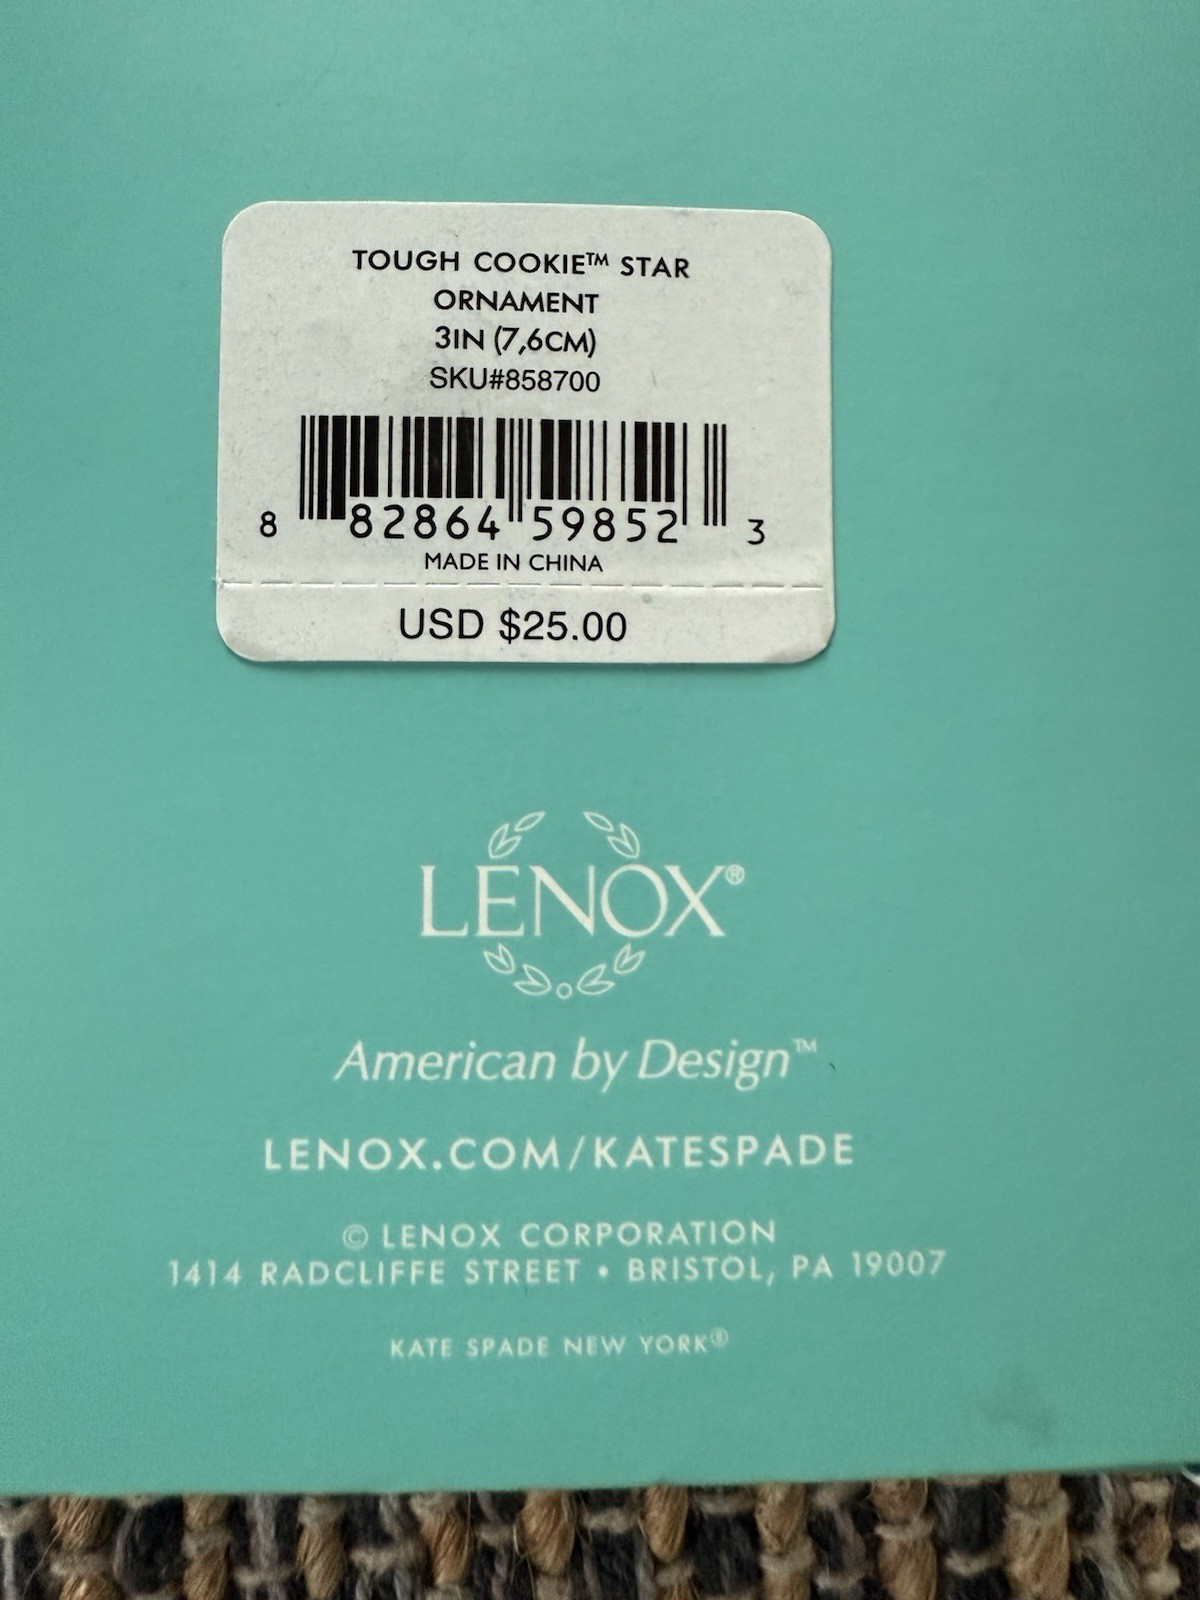 TOUGH COOKIE™ STAR
ORNAMENT
3IN (7,6CM)
SKU#858700
8 82864 59852 3
MADE IN CHINA
USD $25.00
LENOX®
American by Design™
LENOX.COM/KATESPADE
© LENOX CORPORATION
1414 RADCLIFFE STREET • BRISTOL, PA 19007
KATE SPADE NEW YORK®